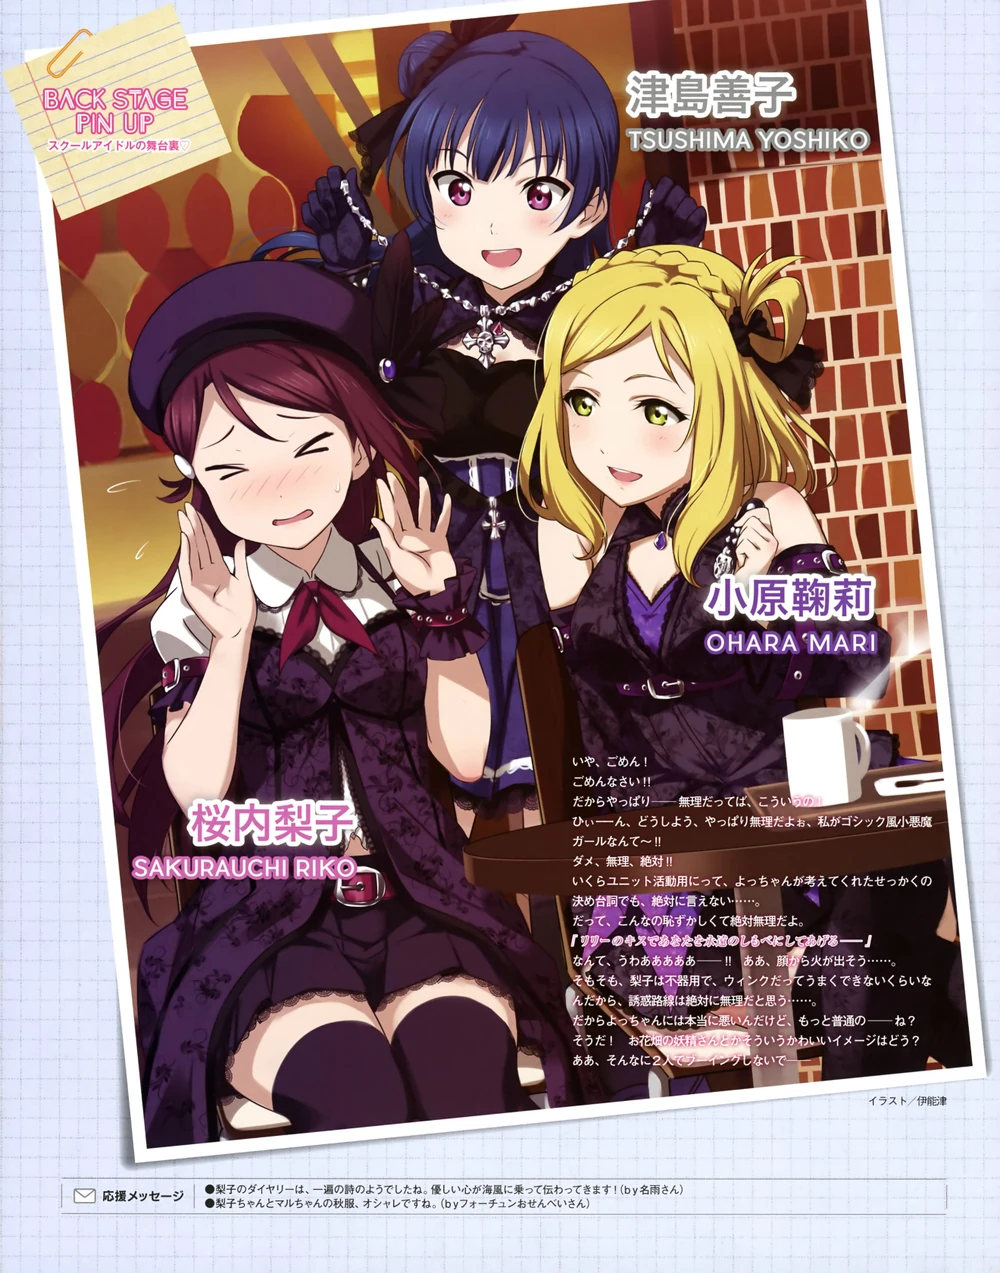 BACK STAGE
PIN UP
スクールアイドルの舞台裏♡
津島善子
TSUSHIMA YOSHIKO
小原鞠莉
OHARA MARI
桜内梨子
SAKURAUCHI RIKO
いや、ごめん！
ごめんなさい!!
だからやっぱり──無理だってば、こういうの！
ひぃーーん、どうしよう、やっぱり無理だよぉ、私がゴシック風小悪魔
ガールなんて〜!!
ダメ、無理、絶対!!
いくらユニット活動用にって、よっちゃんが考えてくれたせっかくの
決め台詞でも、絶対に言えない……。
だって、こんなの恥ずかしくて絶対無理だよ。
『リリーのキスであなたを永遠のしもべにしてあげる──』
なんて、うわあああああ──!!　ああ、顔から火が出そう……。
そもそも、梨子は不器用で、ウィンクだってうまくできないくらいな
んだから、誘惑路線は絶対に無理だと思う……。
だからよっちゃんには本当に悪いんだけど、もっと普通の──ね？
そうだ！　お花畑の妖精さんとかそういうかわいいイメージはどう？
ああ、そんなに2人でブーイングしないで──
イラスト／伊能津
応援メッセージ
●梨子のダイヤリーは、一遍の詩のようでしたね。優しい心が海風に乗って伝わってきます！（by名雨さん）
●梨子ちゃんとマルちゃんの秋服、オシャレですね。（byフォーチュンおせんべいさん）